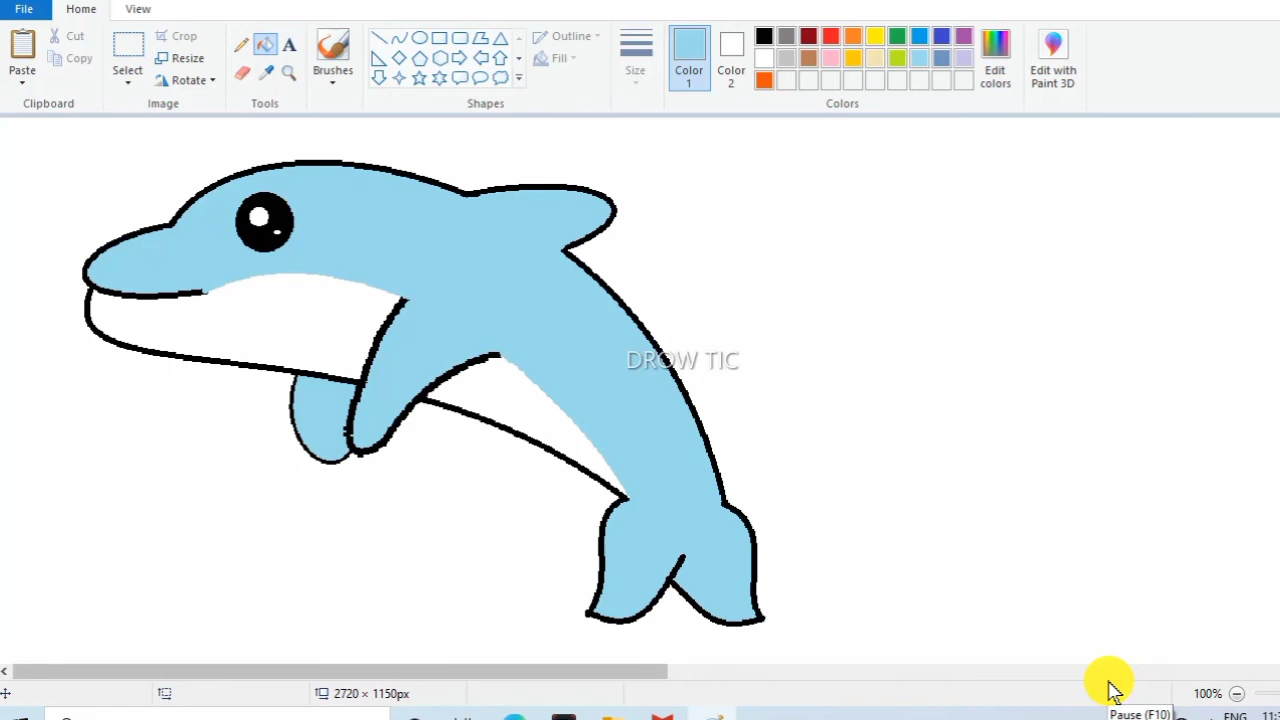 File Home View
Paste
Cut
Copy
Clipboard
Select
Crop
Resize
Rotate
Image
Tools
Brushes
Shapes
Outline
Fill
Size
Color 1
Color 2
Colors
Edit colors
Edit with Paint 3D
DROW TIC
2720 × 1150px
100%
Pause (F10)
ENG